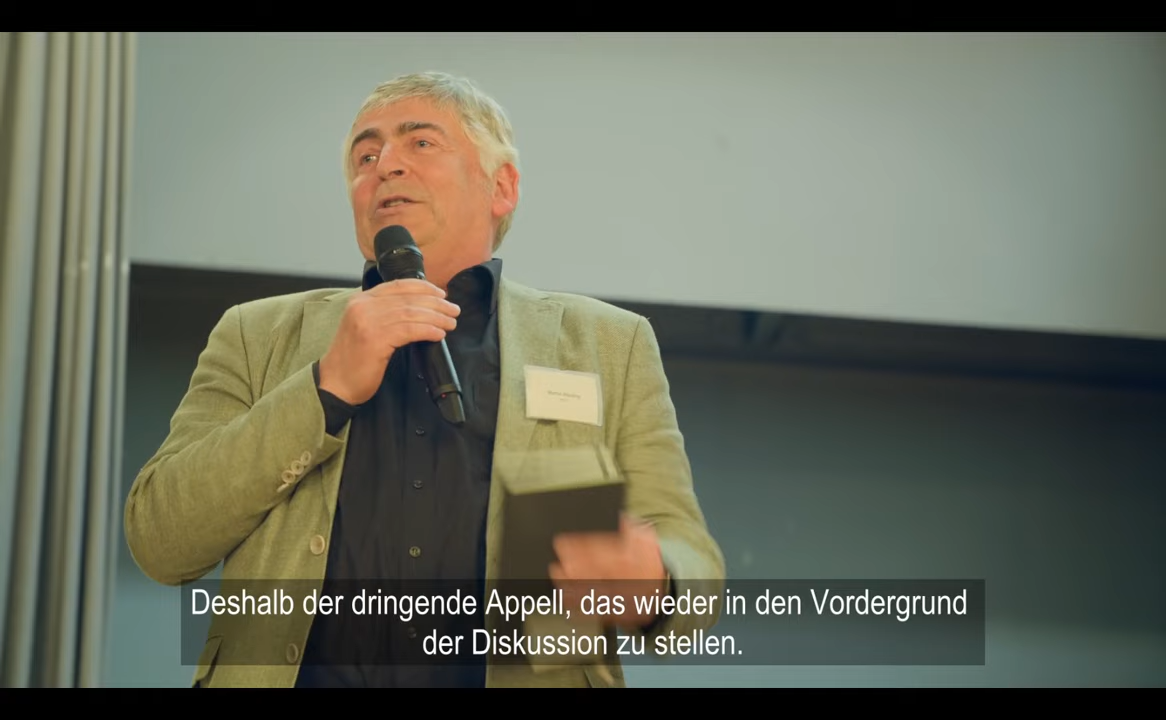 Deshalb der dringende Appell, das wieder in den Vordergrund
der Diskussion zu stellen.